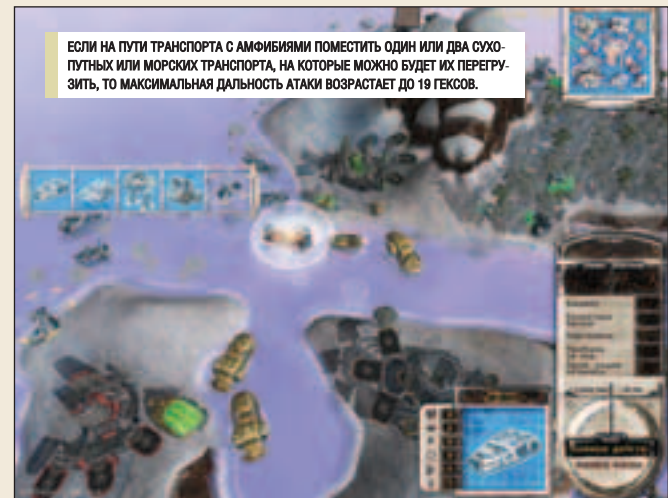 ЕСЛИ НА ПУТИ ТРАНСПОРТА С АМФИБИЯМИ ПОМЕСТИТЬ ОДИН ИЛИ ДВА СУХО-
ПУТНЫХ ИЛИ МОРСКИХ ТРАНСПОРТА, НА КОТОРЫЕ МОЖНО БУДЕТ ИХ ПЕРЕГРУ-
ЗИТЬ, ТО МАКСИМАЛЬНАЯ ДАЛЬНОСТЬ АТАКИ ВОЗРАСТАЕТ ДО 19 ГЕКСОВ.